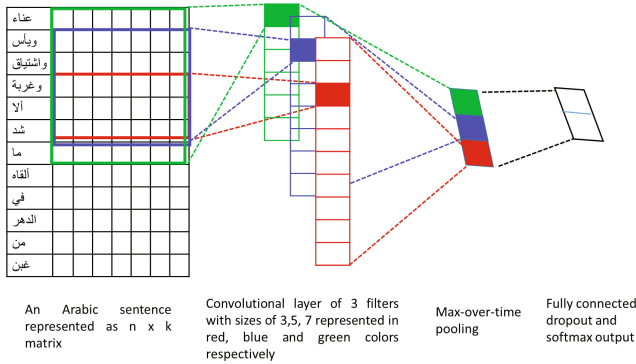 عناء
ويأس
واشتياق
وغربة
ألا
شد
ما
ألقاه
في
الدهر
من
غبن
An Arabic sentence
represented as n x k
matrix
Convolutional layer of 3 filters
with sizes of 3,5, 7 represented in
red, blue and green colors
respectively
Max-over-time
pooling
Fully connected
dropout and
softmax output